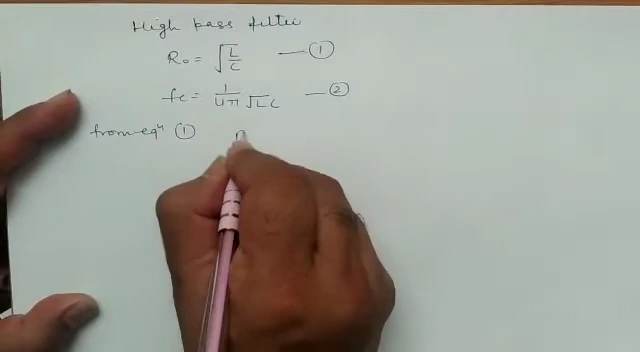 High pass filter
R₀ = √(L/C) — ①
fc = 1/(4π√LC) — ②
from eqⁿ ①